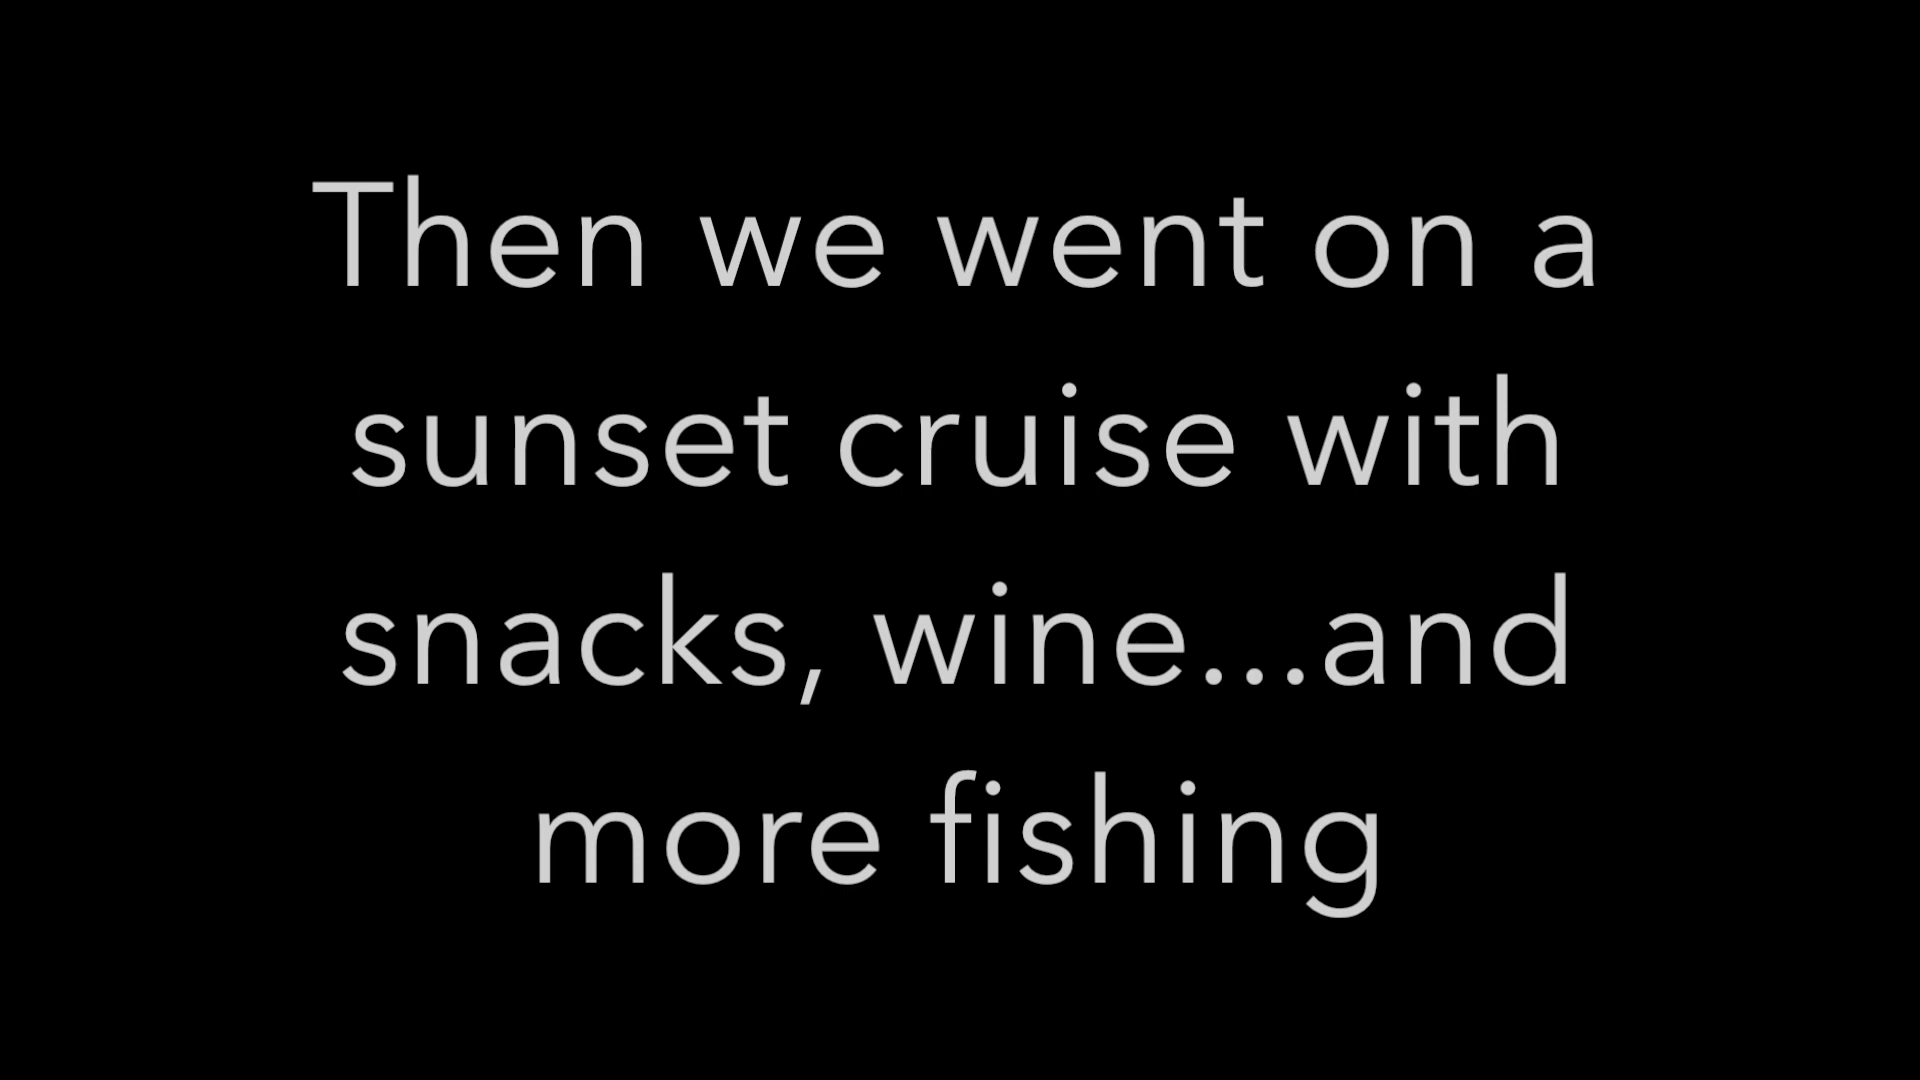 Then we went on a
sunset cruise with
snacks, wine...and
more fishing